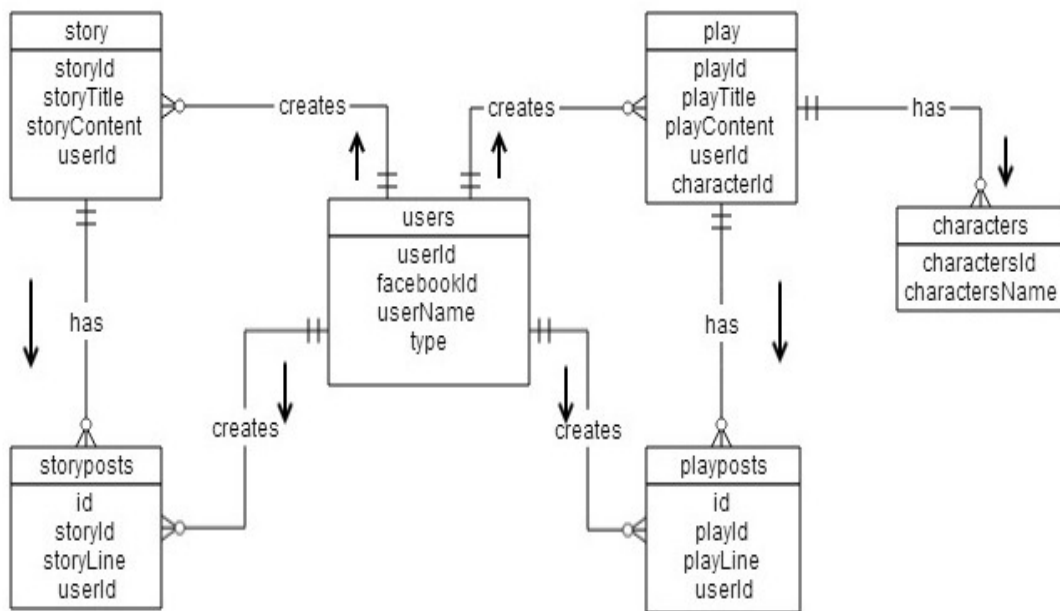 story
storyId
storyTitle
storyContent
userId
creates
creates
play
playId
playTitle
playContent
userId
characterId
has
users
userId
facebookId
userName
type
characters
charactersId
charactersName
has
has
creates
creates
storyposts
id
storyId
storyLine
userId
playposts
id
playId
playLine
userId